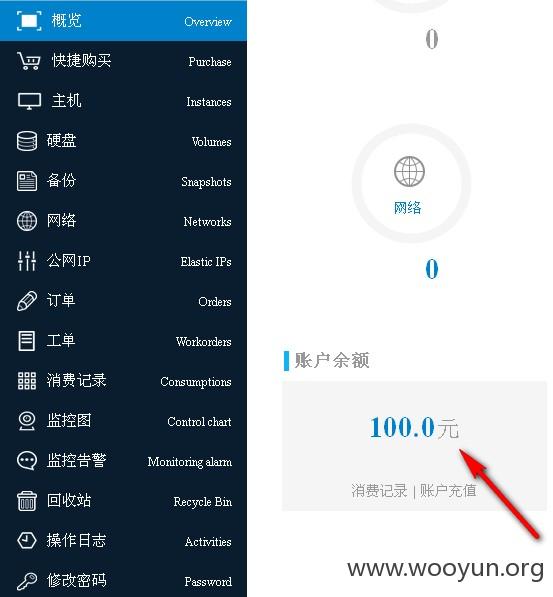 概览 Overview
快捷购买 Purchase
主机 Instances
硬盘 Volumes
备份 Snapshots
网络 Networks
公网IP Elastic IPs
订单 Orders
工单 Workorders
消费记录 Consumptions
监控图 Control chart
监控告警 Monitoring alarm
回收站 Recycle Bin
操作日志 Activities
修改密码 Password
0
网络
0
账户余额
100.0元
消费记录 | 账户充值
www.wooyun.org